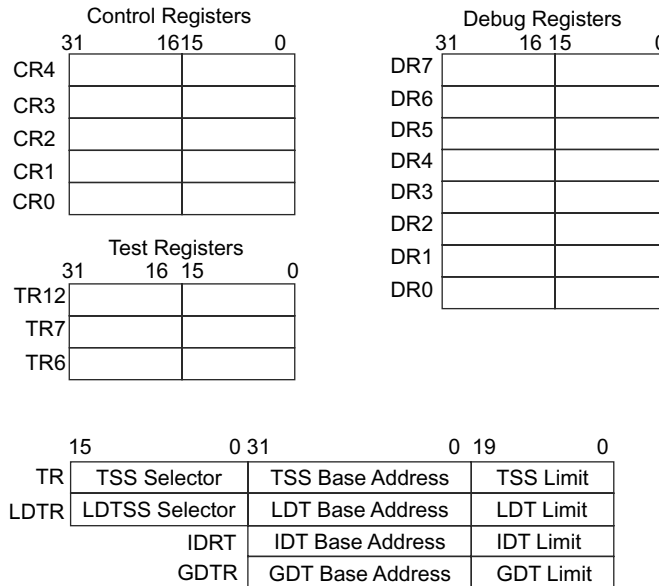 Control Registers
31 16 15 0
CR4
CR3
CR2
CR1
CR0
Test Registers
31 16 15 0
TR12
TR7
TR6
Debug Registers
31 16 15 0
DR7
DR6
DR5
DR4
DR3
DR2
DR1
DR0
15 0 31 0 19 0
TR TSS Selector TSS Base Address TSS Limit
LDTR LDTSS Selector LDT Base Address LDT Limit
IDRT IDT Base Address IDT Limit
GDTR GDT Base Address GDT Limit